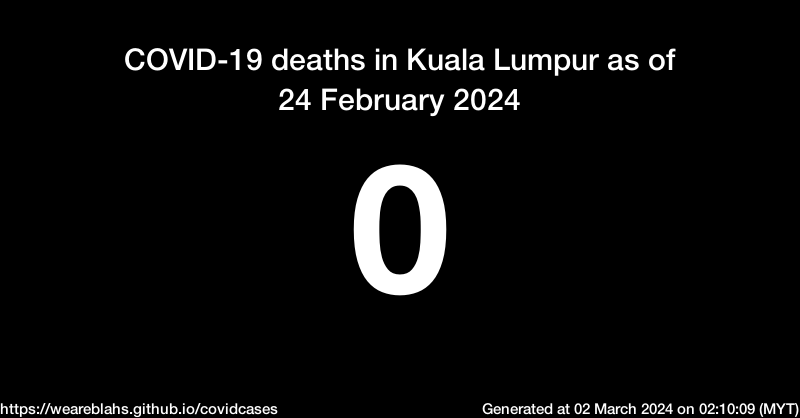 COVID-19 deaths in Kuala Lumpur as of
24 February 2024
0
https://weareblahs.github.io/covidcases
Generated at 02 March 2024 on 02:10:09 (MYT)